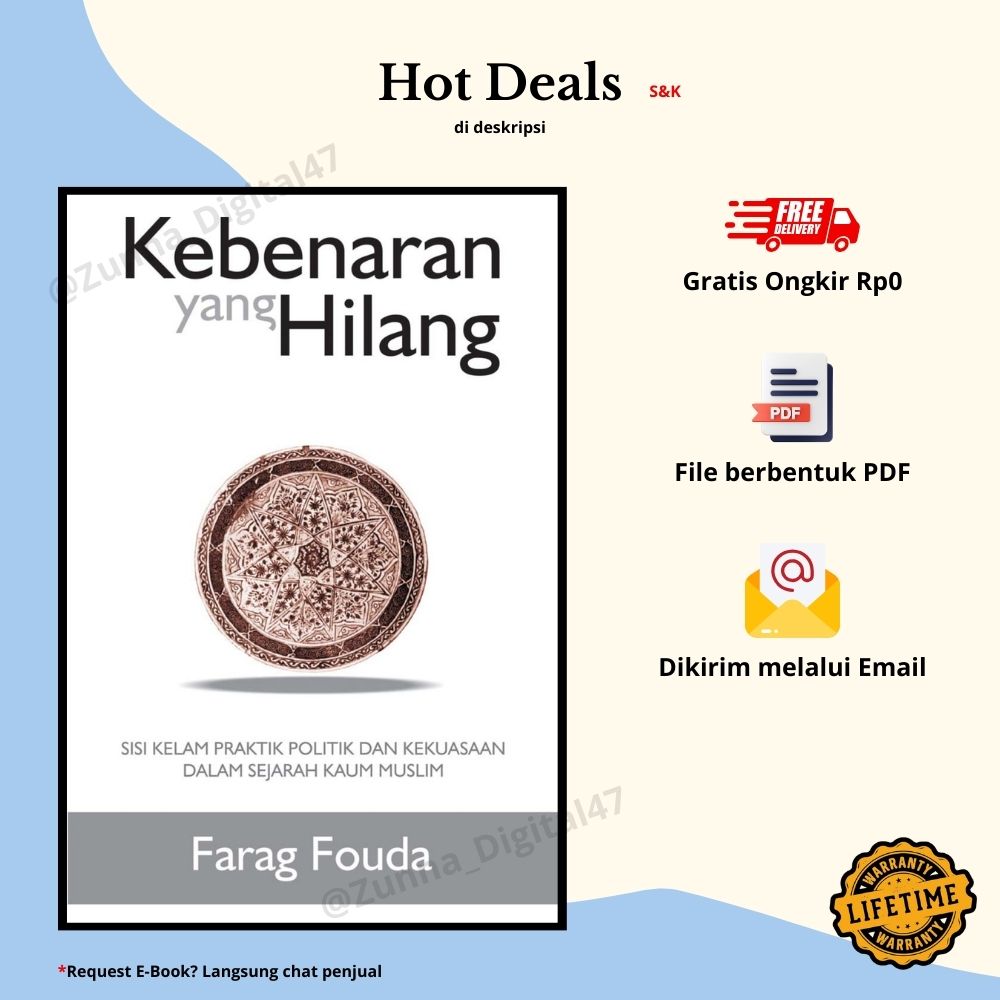 Hot Deals S&K
di deskripsi
@Zunna_Digital47
Kebenaran
yang Hilang
SISI KELAM PRAKTIK POLITIK DAN KEKUASAAN
DALAM SEJARAH KAUM MUSLIM
Farag Fouda
@Zunna_Digital47
FREE
DELIVERY
Gratis Ongkir Rp0
PDF
File berbentuk PDF
@
Dikirim melalui Email
WARRANTY
LIFETIME
WARRANTY
*Request E-Book? Langsung chat penjual